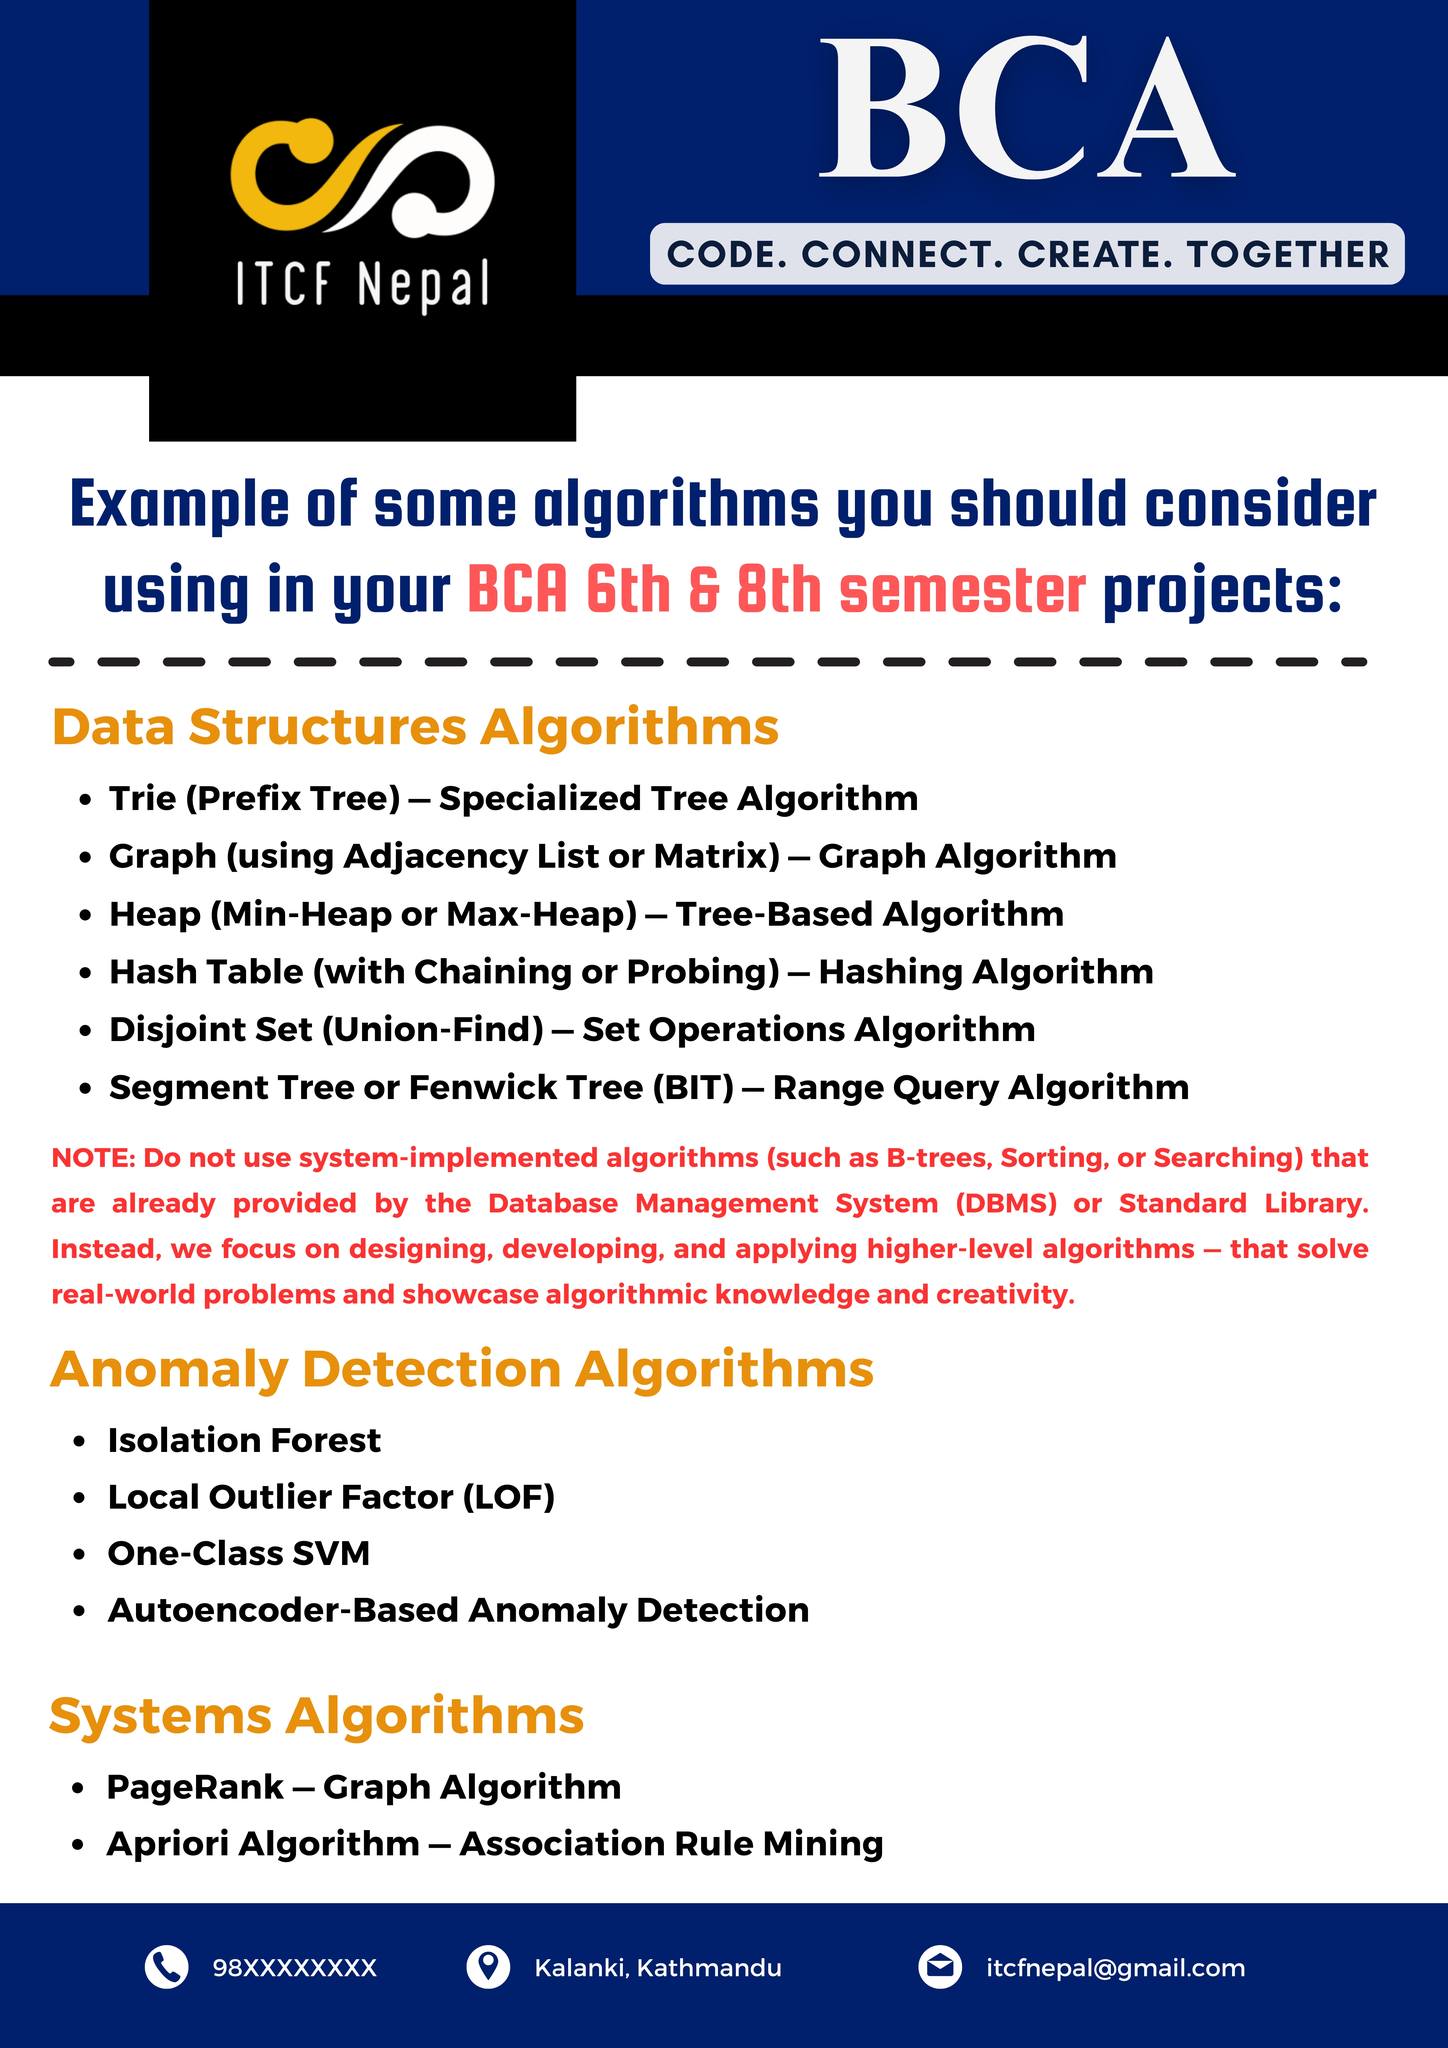 BCA
CODE. CONNECT. CREATE. TOGETHER
ITCF Nepal
Example of some algorithms you should consider
using in your BCA 6th & 8th semester projects:
Data Structures Algorithms
• Trie (Prefix Tree) – Specialized Tree Algorithm
• Graph (using Adjacency List or Matrix) – Graph Algorithm
• Heap (Min-Heap or Max-Heap) – Tree-Based Algorithm
• Hash Table (with Chaining or Probing) – Hashing Algorithm
• Disjoint Set (Union-Find) – Set Operations Algorithm
• Segment Tree or Fenwick Tree (BIT) – Range Query Algorithm
NOTE: Do not use system-implemented algorithms (such as B-trees, Sorting, or Searching) that
are already provided by the Database Management System (DBMS) or Standard Library.
Instead, we focus on designing, developing, and applying higher-level algorithms – that solve
real-world problems and showcase algorithmic knowledge and creativity.
Anomaly Detection Algorithms
• Isolation Forest
• Local Outlier Factor (LOF)
• One-Class SVM
• Autoencoder-Based Anomaly Detection
Systems Algorithms
• PageRank – Graph Algorithm
• Apriori Algorithm – Association Rule Mining
98XXXXXXXX
Kalanki, Kathmandu
itcfnepal@gmail.com